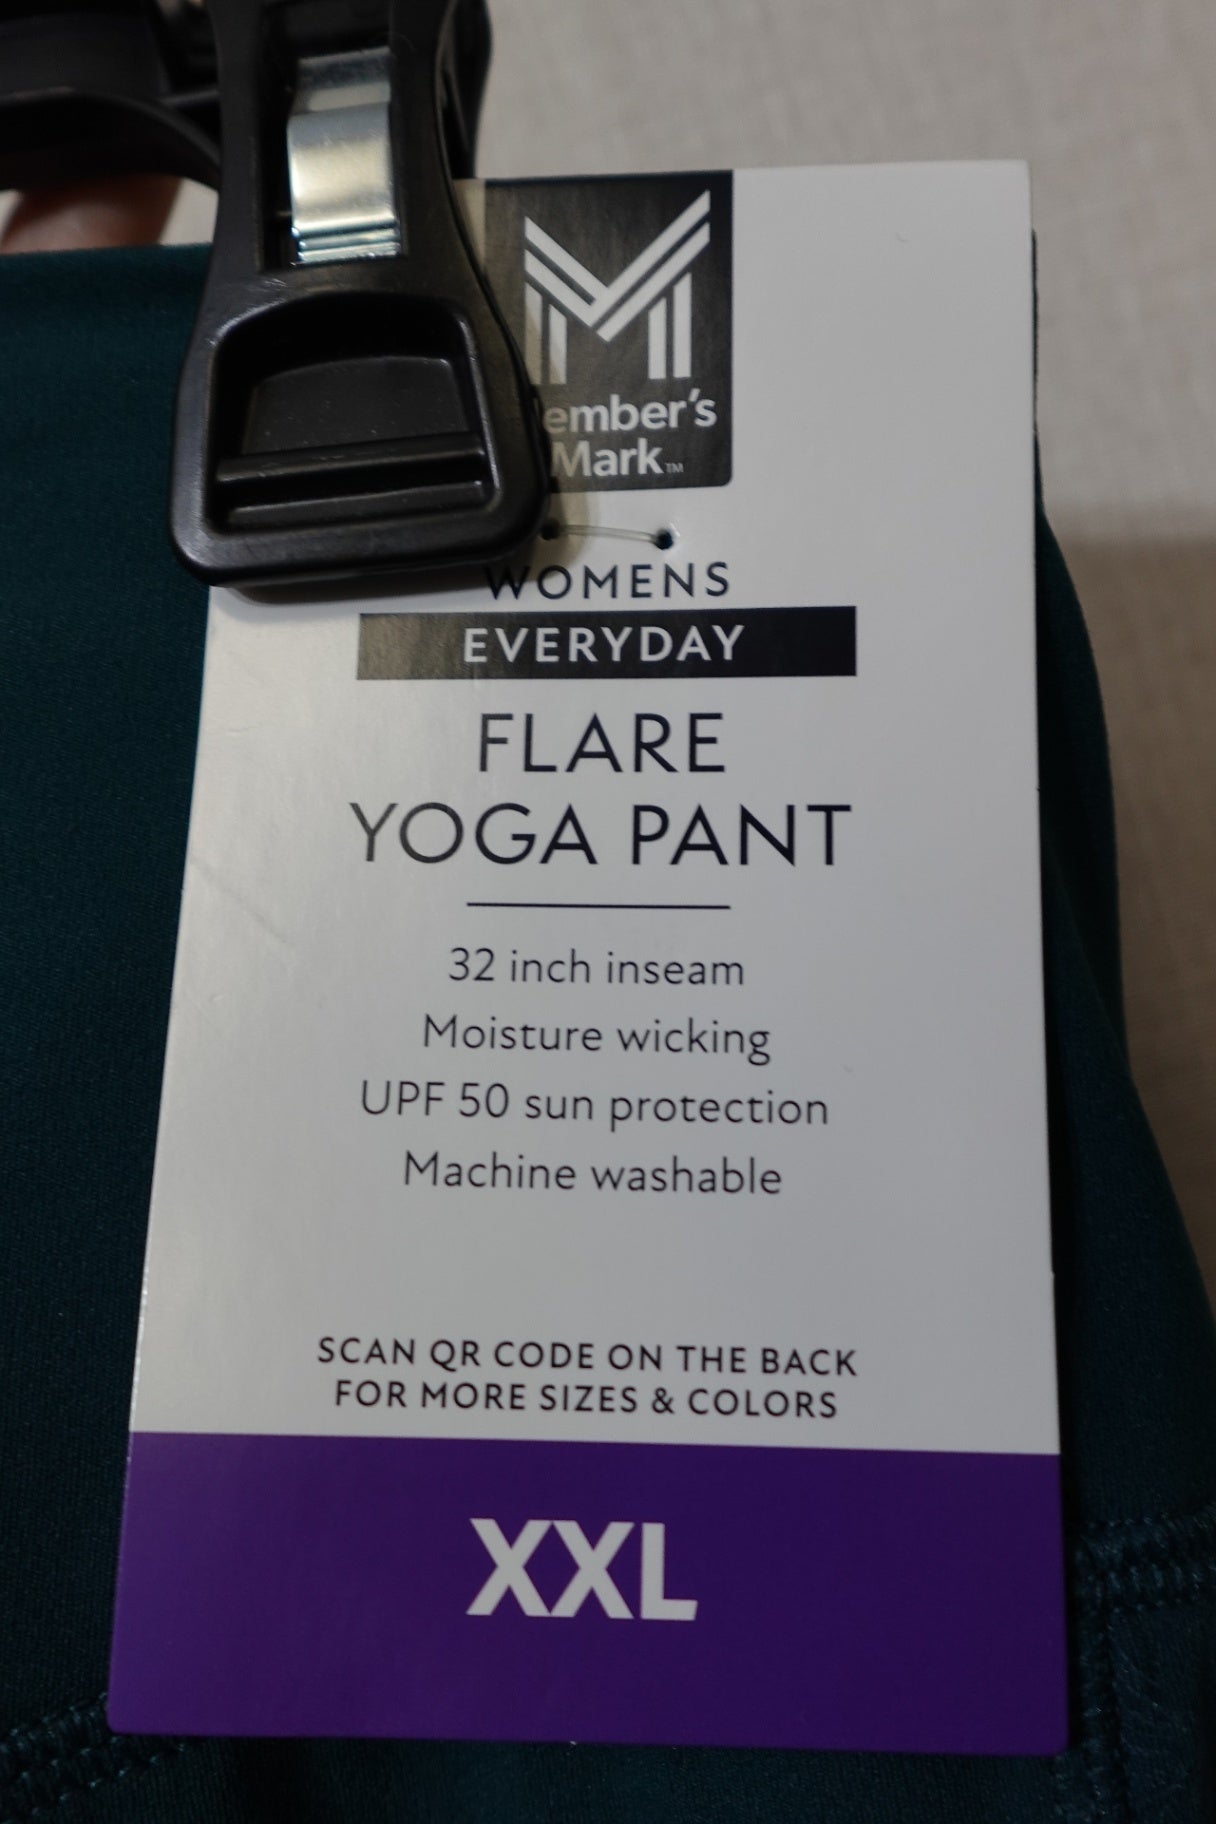 ember's
Mark™
WOMENS
EVERYDAY
FLARE
YOGA PANT
32 inch inseam
Moisture wicking
UPF 50 sun protection
Machine washable
SCAN QR CODE ON THE BACK
FOR MORE SIZES & COLORS
XXL